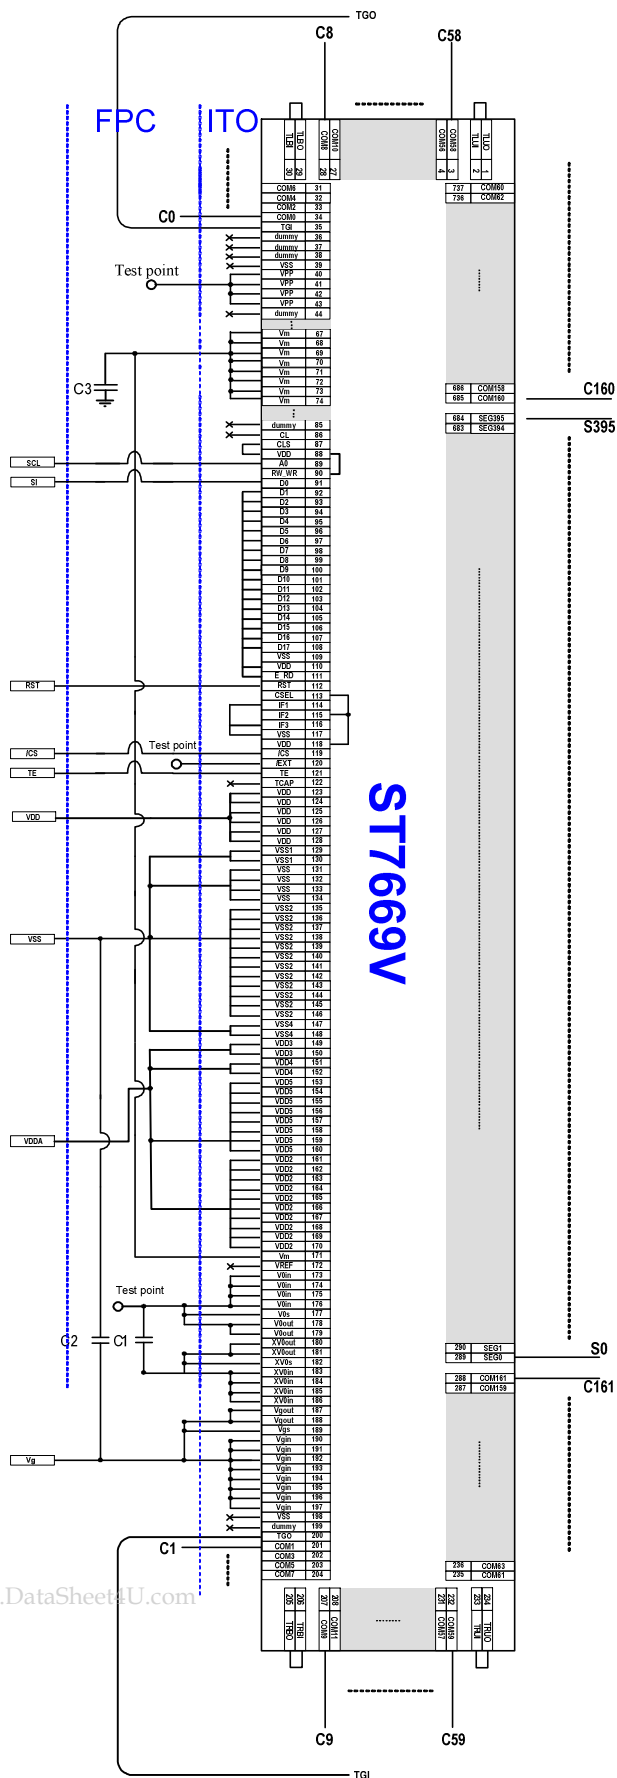 TGO
C8
C58
FPC
ITO
TLBI
TLBO
COM8
COM10
COM56
COM58
TLUI
TLUO
30
29
28
27
4
3
2
1
COM6 31
COM4 32
COM2 33
C0
COM0 34
TGI 35
dummy 36
dummy 37
dummy 38
VSS 39
Test point
VPP 40
VPP 41
VPP 42
VPP 43
dummy 44
737 COM60
736 COM62
Vm 67
Vm 68
Vm 69
Vm 70
Vm 71
Vm 72
Vm 73
Vm 74
C3
686 COM158
685 COM160
C160
684 SEG395
683 SEG394
S395
dummy 85
CL 86
CLS 87
VDD 88
SCL
A0 89
RW_WR 90
SI
D0 91
D1 92
D2 93
D3 94
D4 95
D5 96
D6 97
D7 98
D8 99
D9 100
D10 101
D11 102
D12 103
D13 104
D14 105
D15 106
D16 107
D17 108
VSS 109
VDD 110
E_RD 111
RST
RST 112
CSEL 113
IF1 114
IF2 115
IF3 116
VSS 117
VDD 118
/CS
/CS 119
Test point
/EXT 120
TE
TE 121
TCAP 122
VDD 123
VDD 124
VDD 125
VDD
VDD 126
VDD 127
VDD 128
VSS1 129
VSS1 130
VSS 131
VSS 132
VSS 133
VSS 134
VSS2 135
VSS2 136
VSS2 137
VSS
VSS2 138
VSS2 139
VSS2 140
VSS2 141
VSS2 142
VSS2 143
VSS2 144
VSS2 145
VSS2 146
VSS4 147
VSS4 148
VDD3 149
VDD3 150
VDD4 151
VDD4 152
VDD5 153
VDD5 154
VDD5 155
VDD5 156
VDD5 157
VDD5 158
VDDA
VDD5 159
VDD5 160
VDD2 161
VDD2 162
VDD2 163
VDD2 164
VDD2 165
VDD2 166
VDD2 167
VDD2 168
VDD2 169
VDD2 170
Vm 171
VREF 172
V0in 173
V0in 174
V0in 175
Test point
V0in 176
V0s 177
V0out 178
V0out 179
C2
C1
XV0out 180
XV0out 181
XV0s 182
XV0in 183
XV0in 184
XV0in 185
XV0in 186
Vgout 187
Vgout 188
Vgs 189
Vgin 190
Vgin 191
Vg
Vgin 192
Vgin 193
Vgin 194
Vgin 195
Vgin 196
Vgin 197
VSS 198
dummy 199
TGO 200
C1
COM1 201
COM3 202
COM5 203
COM7 204
ST7669V
290 SEG1
289 SEG0
S0
288 COM161
287 COM159
C161
236 COM63
235 COM61
.DataSheet4U.com
205
206
207
208
231
232
233
234
TRBO
TRBI
COM9
COM11
COM57
COM59
TRUI
TRUO
C9
C59
TGI